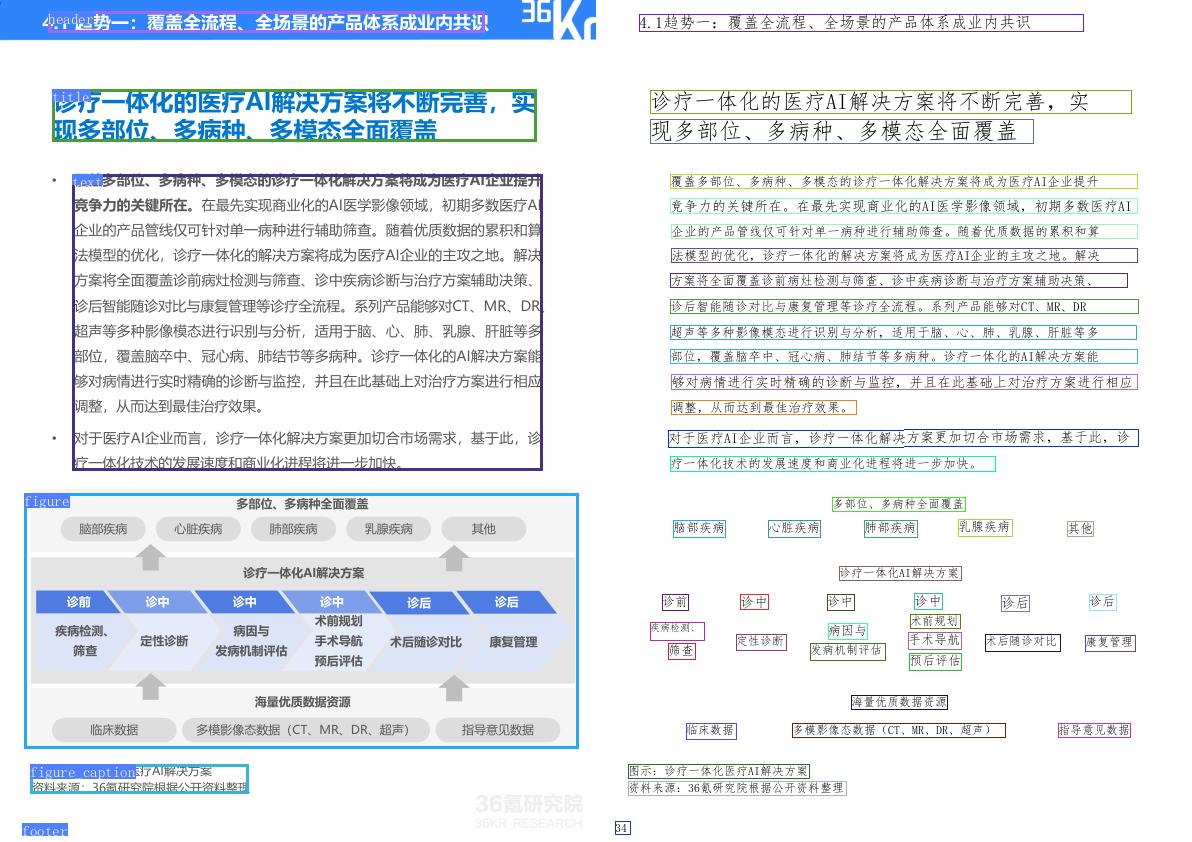 header
4.1趋势一：覆盖全流程、全场景的产品体系成业内共识
36Kr
title
诊疗一体化的医疗AI解决方案将不断完善，实
现多部位、多病种、多模态全面覆盖
text
• 多部位、多病种、多模态的诊疗一体化解决方案将成为医疗AI企业提升
竞争力的关键所在。在最先实现商业化的AI医学影像领域，初期多数医疗AI
企业的产品管线仅可针对单一病种进行辅助筛查。随着优质数据的累积和算
法模型的优化，诊疗一体化的解决方案将成为医疗AI企业的主攻之地。解决
方案将全面覆盖诊前病灶检测与筛查、诊中疾病诊断与治疗方案辅助决策、
诊后智能随诊对比与康复管理等诊疗全流程。系列产品能够对CT、MR、DR、
超声等多种影像模态进行识别与分析，适用于脑、心、肺、乳腺、肝脏等多
部位，覆盖脑卒中、冠心病、肺结节等多病种。诊疗一体化的AI解决方案能
够对病情进行实时精确的诊断与监控，并且在此基础上对治疗方案进行相应
调整，从而达到最佳治疗效果。
• 对于医疗AI企业而言，诊疗一体化解决方案更加切合市场需求，基于此，诊
疗一体化技术的发展速度和商业化进程将进一步加快。
figure
多部位、多病种全面覆盖
脑部疾病 心脏疾病 肺部疾病 乳腺疾病 其他
诊疗一体化AI解决方案
诊前 诊中 诊中 诊中 诊后 诊后
疾病检测、
筛查
定性诊断
病因与
发病机制评估
术前规划
手术导航
预后评估
术后随诊对比
康复管理
海量优质数据资源
临床数据 多模影像态数据（CT、MR、DR、超声） 指导意见数据
figure_caption
疗AI解决方案
资料来源：36氪研究院根据公开资料整理
36氪研究院
36KR RESEARCH
footer
4.1趋势一：覆盖全流程、全场景的产品体系成业内共识
诊疗一体化的医疗AI解决方案将不断完善，实
现多部位、多病种、多模态全面覆盖
覆盖多部位、多病种、多模态的诊疗一体化解决方案将成为医疗AI企业提升
竞争力的关键所在。在最先实现商业化的AI医学影像领域，初期多数医疗AI
企业的产品管线仅可针对单一病种进行辅助筛查。随着优质数据的累积和算
法模型的优化，诊疗一体化的解决方案将成为医疗AI企业的主攻之地。解决
方案将全面覆盖诊前病灶检测与筛查、诊中疾病诊断与治疗方案辅助决策、
诊后智能随诊对比与康复管理等诊疗全流程。系列产品能够对CT、MR、DR
超声等多种影像模态进行识别与分析，适用于脑、心、肺、乳腺、肝脏等多
部位，覆盖脑卒中、冠心病、肺结节等多病种。诊疗一体化的AI解决方案能
够对病情进行实时精确的诊断与监控，并且在此基础上对治疗方案进行相应
调整，从而达到最佳治疗效果。
对于医疗AI企业而言，诊疗一体化解决方案更加切合市场需求，基于此，诊
疗一体化技术的发展速度和商业化进程将进一步加快。
多部位、多病种全面覆盖
脑部疾病 心脏疾病 肺部疾病 乳腺疾病 其他
诊疗一体化AI解决方案
诊前 诊中 诊中 诊中 诊后 诊后
疾病检测、
筛查
定性诊断
病因与
发病机制评估
术前规划
手术导航
预后评估
术后随诊对比
康复管理
海量优质数据资源
临床数据 多模影像态数据（CT、MR、DR、超声） 指导意见数据
图示：诊疗一体化医疗AI解决方案
资料来源：36氪研究院根据公开资料整理
34